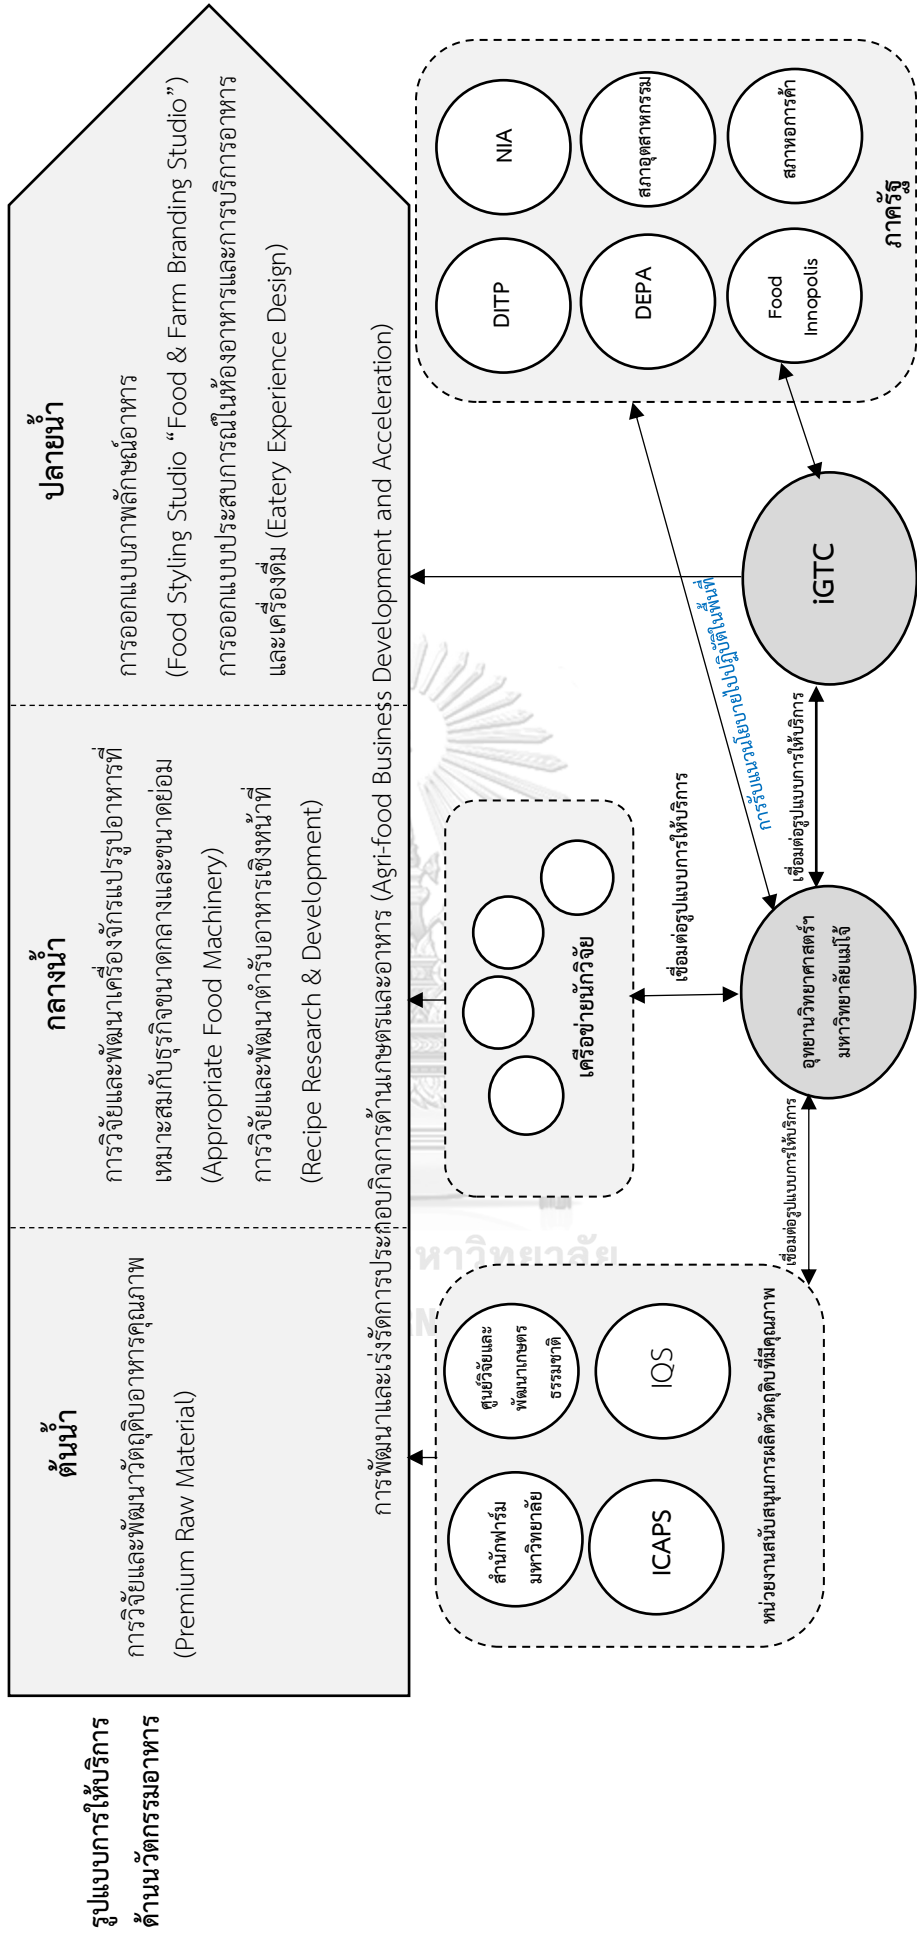 รูปแบบการให้บริการ
ด้านนวัตกรรมอาหาร
ต้นน้ำ
การวิจัยและพัฒนาวัตถุดิบอาหารคุณภาพ
(Premium Raw Material)
กลางน้ำ
การวิจัยและพัฒนาเครื่องจักรแปรรูปอาหารที่
เหมาะสมกับธุรกิจขนาดกลางและขนาดย่อม
(Appropriate Food Machinery)
การวิจัยและพัฒนาตำรับอาหารเชิงหน้าที่
(Recipe Research & Development)
ปลายน้ำ
การออกแบบภาพลักษณ์อาหาร
(Food Styling Studio “Food & Farm Branding Studio”)
การออกแบบประสบการณ์ในห้องอาหารและการบริการอาหาร
และเครื่องดื่ม (Eatery Experience Design)
การพัฒนาและเร่งรัดการประกอบกิจการด้านเกษตรและอาหาร (Agri-food Business Development and Acceleration)
สำนักฟาร์ม
มหาวิทยาลัย
ศูนย์วิจัยและ
พัฒนาเกษตร
ธรรมชาติ
ICAPS
IQS
หน่วยงานสนับสนุนการผลิตวัตถุดิบที่มีคุณภาพ
เชื่อมต่อรูปแบบการให้บริการ
เครือข่ายนักวิจัย
เชื่อมต่อรูปแบบการให้บริการ
อุทยานวิทยาศาสตร์ฯ
มหาวิทยาลัยแม่โจ้
เชื่อมต่อรูปแบบการให้บริการ
การรับแนวนโยบายไปปฏิบัติในพื้นที่
iGTC
DITP
NIA
DEPA
สภาอุตสาหกรรม
Food
Innopolis
สภาหอการค้า
ภาครัฐ
หาวิทยาลัย